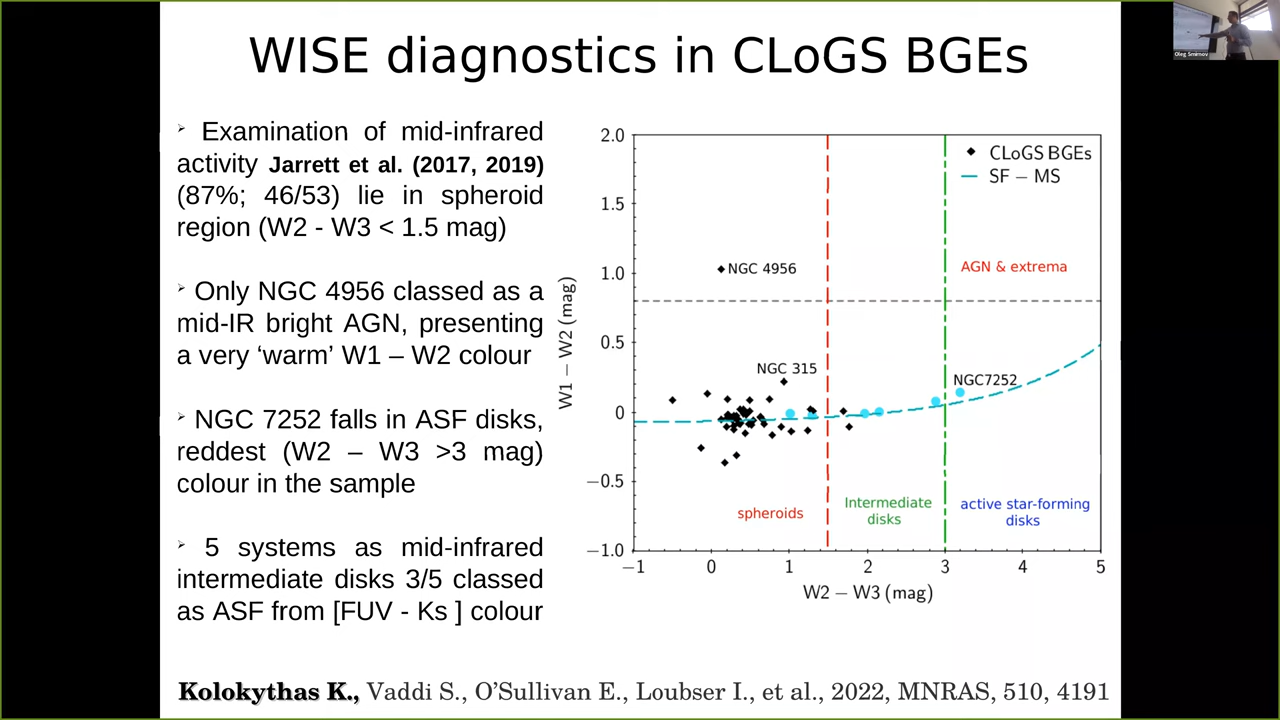 WISE diagnostics in CLoGS BGEs
Oleg Smirnov
➢ Examination of mid-infrared
activity Jarrett et al. (2017, 2019)
(87%; 46/53) lie in spheroid
region (W2 - W3 < 1.5 mag)
➢ Only NGC 4956 classed as a
mid-IR bright AGN, presenting
a very ‘warm’ W1 – W2 colour
➢ NGC 7252 falls in ASF disks,
reddest (W2 – W3 >3 mag)
colour in the sample
➢ 5 systems as mid-infrared
intermediate disks 3/5 classed
as ASF from [FUV - Ks ] colour
2.0
1.5
1.0
0.5
0
−0.5
−1.0
W1 − W2 (mag)
CLoGS BGEs
SF − MS
NGC 4956
AGN & extrema
NGC 315
NGC7252
spheroids
Intermediate
disks
active star-forming
disks
−1 0 1 2 3 4 5
W2 − W3 (mag)
Kolokythas K., Vaddi S., O’Sullivan E., Loubser I., et al., 2022, MNRAS, 510, 4191